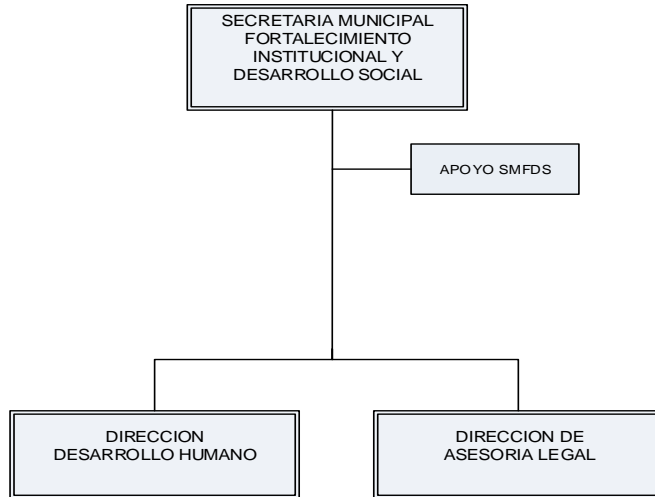 SECRETARIA MUNICIPAL
FORTALECIMIENTO
INSTITUCIONAL Y
DESARROLLO SOCIAL
APOYO SMFDS
DIRECCION
DESARROLLO HUMANO
DIRECCION DE
ASESORIA LEGAL